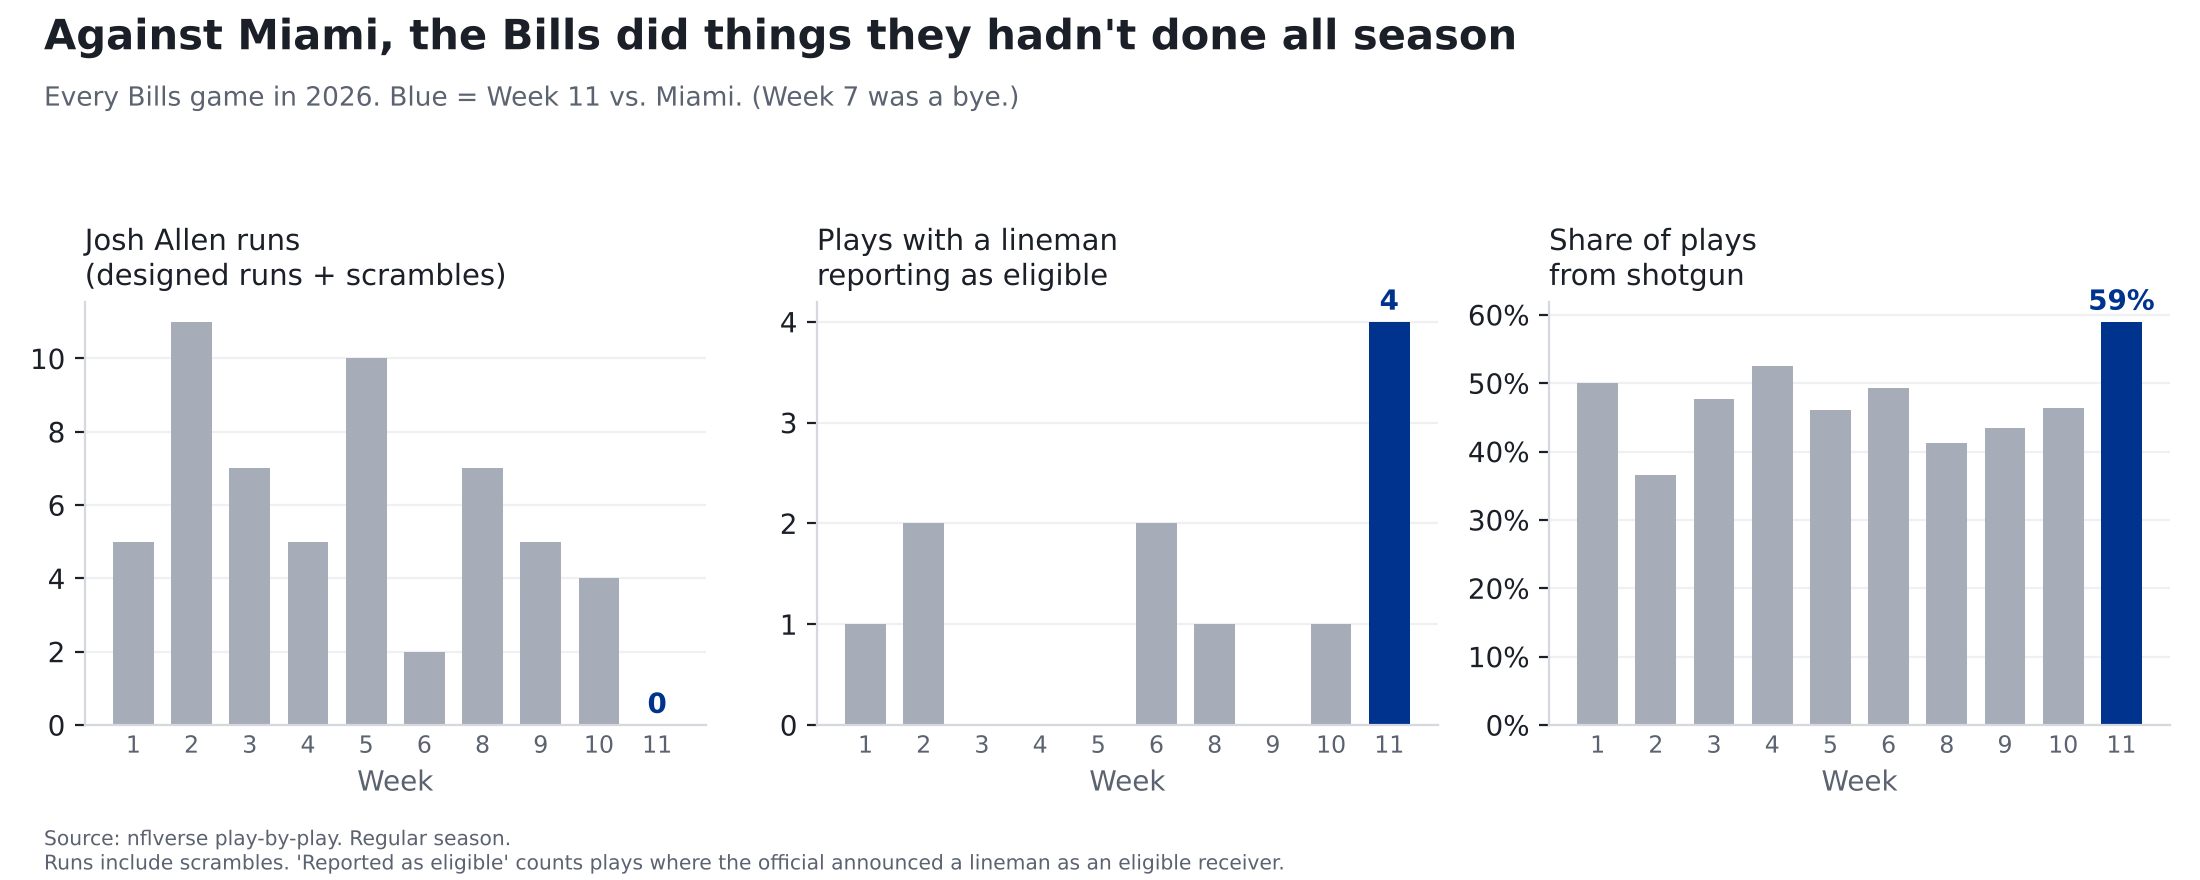 Against Miami, the Bills did things they hadn't done all season
Every Bills game in 2026. Blue = Week 11 vs. Miami. (Week 7 was a bye.)
Josh Allen runs
(designed runs + scrambles)
10
8
6
4
2
0
0
1 2 3 4 5 6 8 9 10 11
Week
Plays with a lineman
reporting as eligible
4
4
3
2
1
0
1 2 3 4 5 6 8 9 10 11
Week
Share of plays
from shotgun
59%
60%
50%
40%
30%
20%
10%
0%
1 2 3 4 5 6 8 9 10 11
Week
Source: nflverse play-by-play. Regular season.
Runs include scrambles. 'Reported as eligible' counts plays where the official announced a lineman as an eligible receiver.